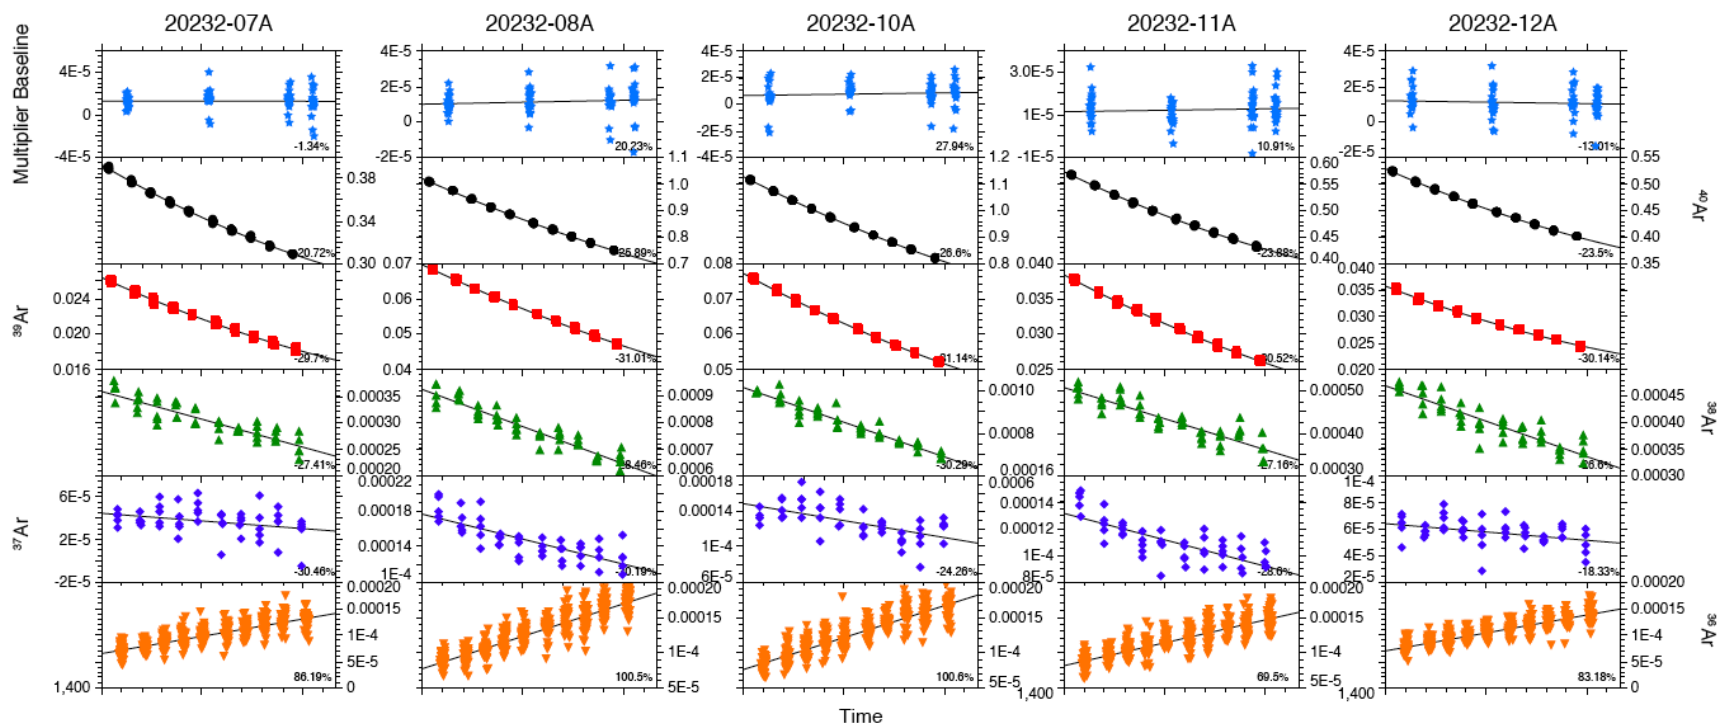 20232-07A 20232-08A 20232-10A 20232-11A 20232-12A
Multiplier Baseline
4E-5 0 -4E-5 -1.34%
4E-5 2E-5 0 -2E-5 20.23%
4E-5 2E-5 0 -2E-5 -4E-5 27.94%
3.0E-5 1E-5 -1E-5 10.91%
4E-5 2E-5 0 -2E-5 -13.01%
⁴⁰Ar
0.38 0.34 0.30 -20.72%
1.1 1.0 0.9 0.8 0.7 -25.89%
1.2 1.1 1.0 0.9 0.8 -26.6%
0.60 0.55 0.50 0.45 0.40 -23.88%
0.55 0.50 0.45 0.40 0.35 -23.5%
³⁹Ar
0.024 0.020 0.016 -29.7%
0.07 0.06 0.05 0.04 -31.01%
0.08 0.07 0.06 0.05 -31.14%
0.040 0.035 0.030 0.025 -30.52%
0.040 0.035 0.030 0.025 0.020 -30.14%
³⁸Ar
0.00035 0.00025 0.00020 -27.41%
0.0009 0.0008 0.0007 0.0006 -28.46%
0.0010 0.0008 0.0006 -30.29%
0.00050 0.00040 0.00030 -27.16%
0.00045 0.00040 0.00035 0.00030 -26.6%
³⁷Ar
6E-5 2E-5 -2E-5 -30.46%
0.00022 0.00018 0.00014 1E-4
0.00018 0.00014 1E-4 6E-5 -24.26%
0.00016 0.00014 0.00012 1E-4 8E-5 -28.6%
1E-4 8E-5 6E-5 4E-5 2E-5 -18.33%
³⁶Ar
0.00020 0.00015 1E-4 5E-5 0 86.19%
0.00020 0.00015 1E-4 5E-5 100.5%
0.00020 0.00015 1E-4 5E-5 100.6%
0.00020 0.00015 1E-4 5E-5 69.5%
0.00020 0.00015 1E-4 5E-5 0 83.18%
1,400 1,400 1,400
Time